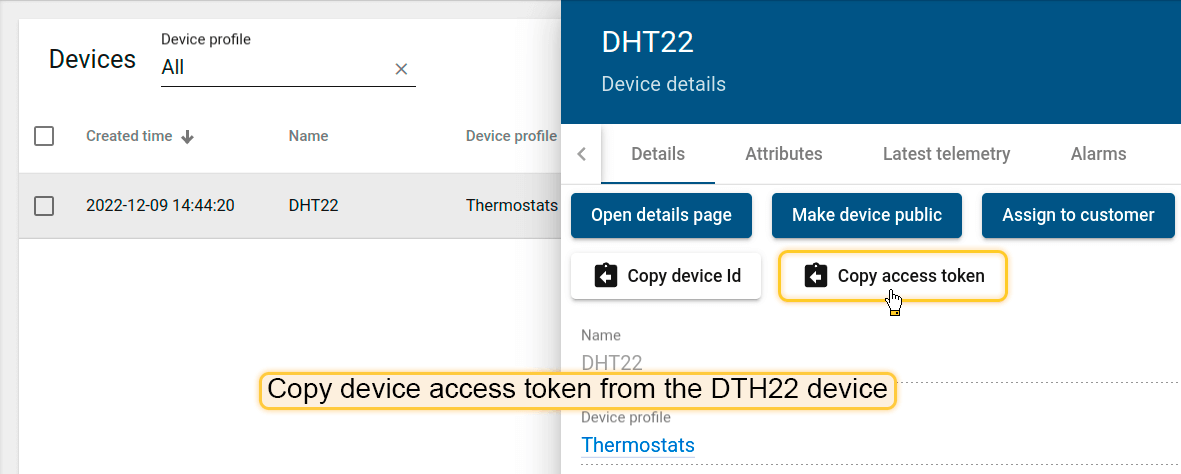 Devices
Device profile
All
Created time
Name
Device profile
2022-12-09 14:44:20
DHT22
Thermostats
DHT22
Device details
Details
Attributes
Latest telemetry
Alarms
Open details page
Make device public
Assign to customer
Copy device Id
Copy access token
Name
DHT22
Copy device access token from the DTH22 device
Device profile
Thermostats